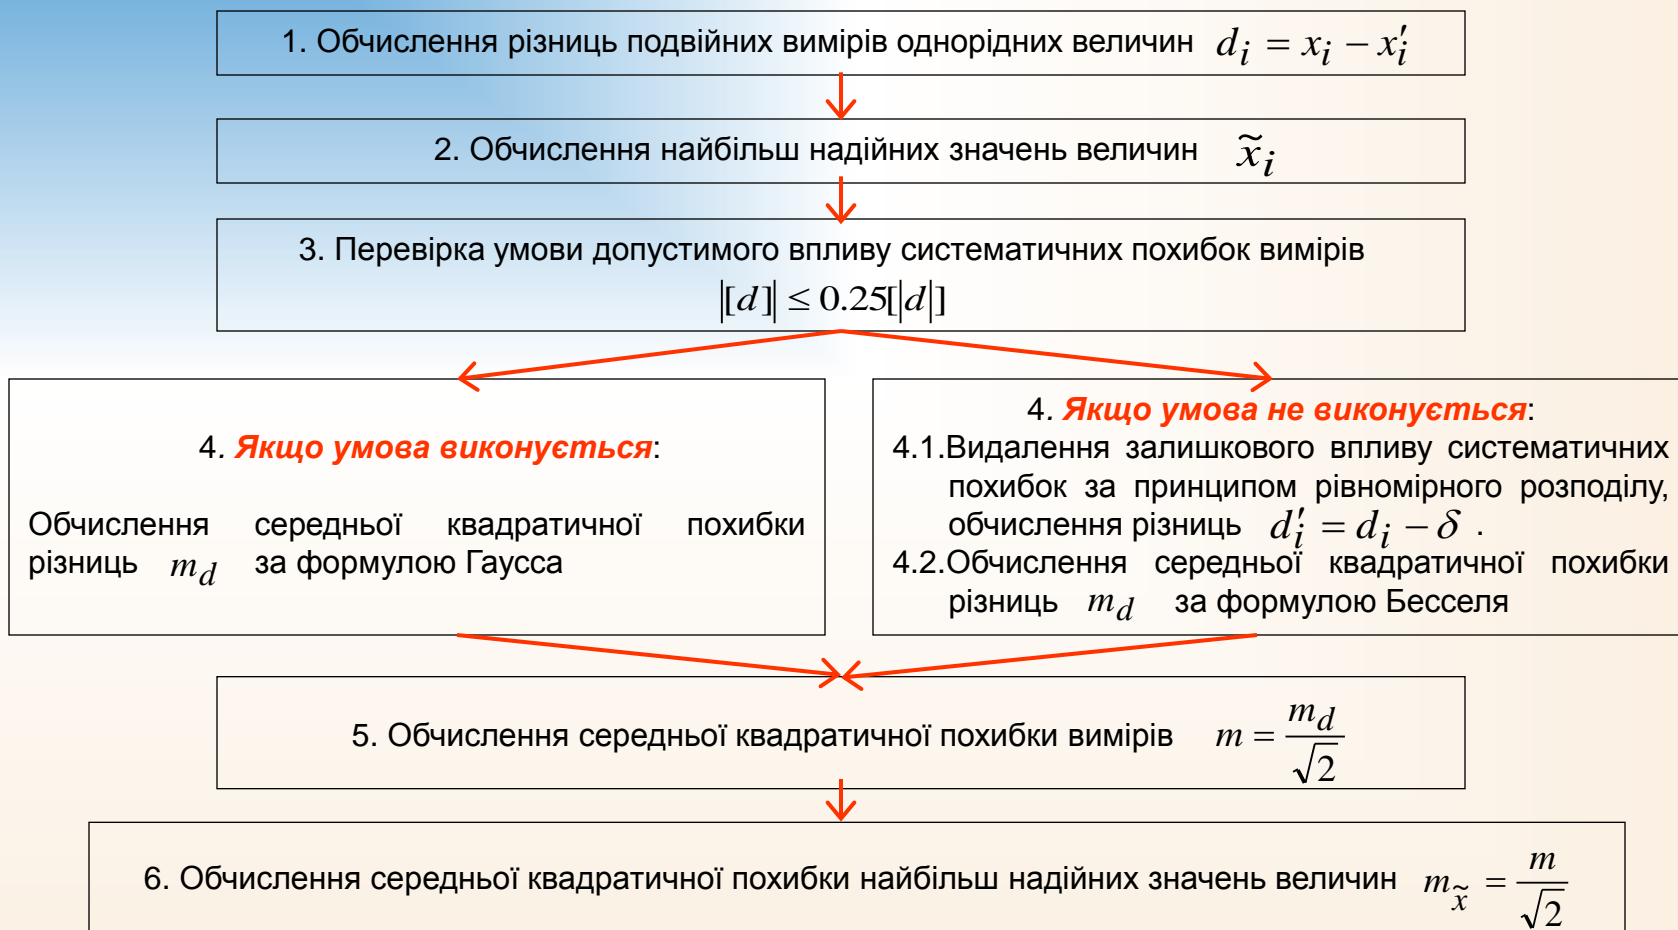 1. Обчислення різниць подвійних вимірів однорідних величин d_i = x_i − x′_i
2. Обчислення найбільш надійних значень величин x̃_i
3. Перевірка умови допустимого впливу систематичних похибок вимірів
|[d]| ≤ 0.25[|d|]
4. Якщо умова виконується:
Обчислення середньої квадратичної похибки
різниць m_d за формулою Гаусса
4. Якщо умова не виконується:
4.1.Видалення залишкового впливу систематичних
похибок за принципом рівномірного розподілу,
обчислення різниць d′_i = d_i − δ .
4.2.Обчислення середньої квадратичної похибки
різниць m_d за формулою Бесселя
5. Обчислення середньої квадратичної похибки вимірів m = m_d/√2
6. Обчислення середньої квадратичної похибки найбільш надійних значень величин m_x̃ = m/√2